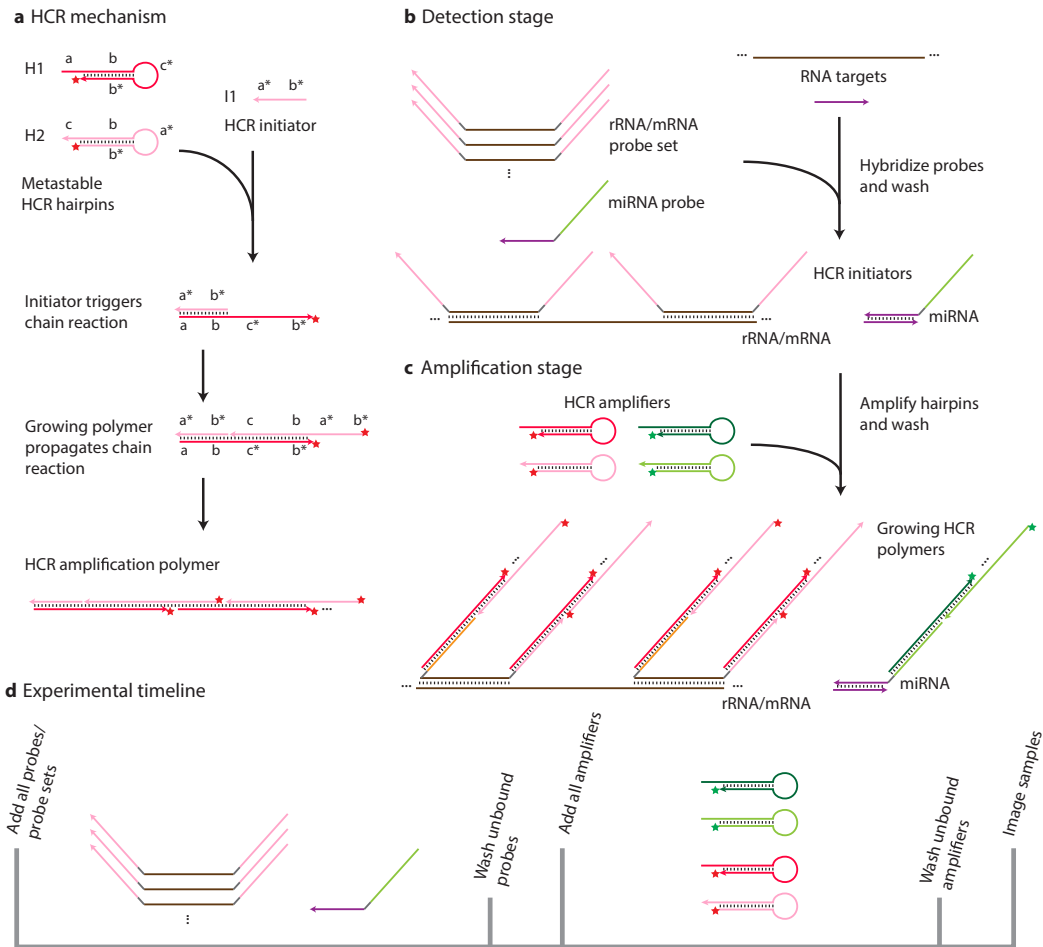 a HCR mechanism
a b
c*
H1
b*
a* b*
I1
HCR initiator
c b
a*
H2
b*
Metastable
HCR hairpins
a* b*
Initiator triggers
chain reaction
a b c* b*
a* b* c b a* b*
Growing polymer
propagates chain
reaction
a b c* b*
HCR amplification polymer
...
b Detection stage
... ...
RNA targets
rRNA/mRNA
probe set
...
Hybridize probes
and wash
miRNA probe
HCR initiators
... ...
miRNA
rRNA/mRNA
c Amplification stage
HCR amplifiers
Amplify hairpins
and wash
Growing HCR
polymers
... ... ... ... ...
... ...
miRNA
rRNA/mRNA
d Experimental timeline
Add all probes/
probe sets
...
Wash unbound
probes
Add all amplifiers
Wash unbound
amplifiers
Image samples